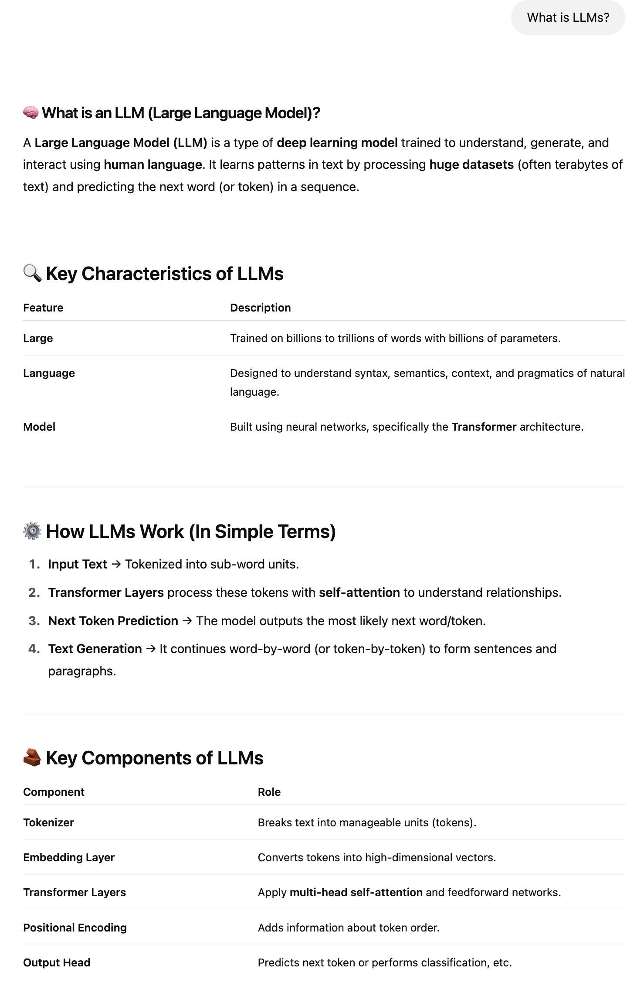 What is LLMs?
🧠 What is an LLM (Large Language Model)?
A Large Language Model (LLM) is a type of deep learning model trained to understand, generate, and
interact using human language. It learns patterns in text by processing huge datasets (often terabytes of
text) and predicting the next word (or token) in a sequence.
🔍 Key Characteristics of LLMs
Feature Description
Large Trained on billions to trillions of words with billions of parameters.
Language Designed to understand syntax, semantics, context, and pragmatics of natural
language.
Model Built using neural networks, specifically the Transformer architecture.
⚙️ How LLMs Work (In Simple Terms)
1. Input Text → Tokenized into sub-word units.
2. Transformer Layers process these tokens with self-attention to understand relationships.
3. Next Token Prediction → The model outputs the most likely next word/token.
4. Text Generation → It continues word-by-word (or token-by-token) to form sentences and
paragraphs.
🧱 Key Components of LLMs
Component Role
Tokenizer Breaks text into manageable units (tokens).
Embedding Layer Converts tokens into high-dimensional vectors.
Transformer Layers Apply multi-head self-attention and feedforward networks.
Positional Encoding Adds information about token order.
Output Head Predicts next token or performs classification, etc.